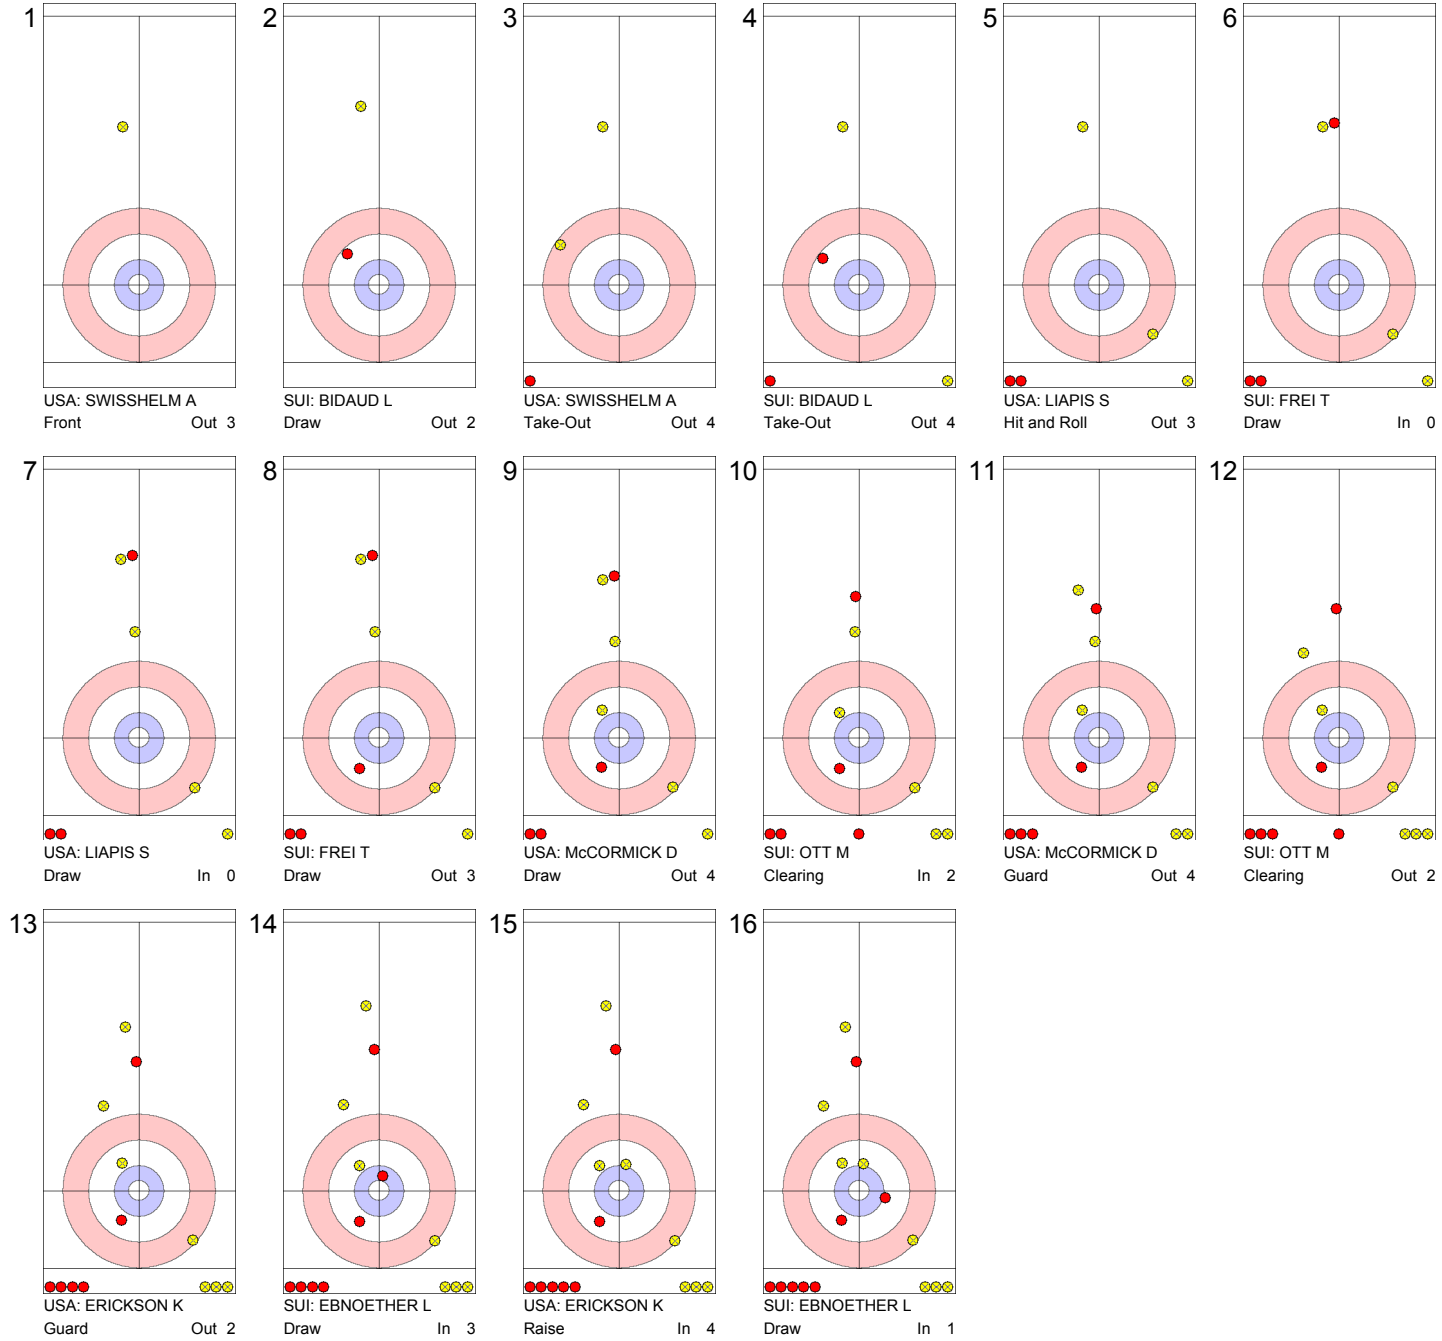 1
2
3
4
5
6
USA: SWISSHELM A
Front Out 3
SUI: BIDAUD L
Draw Out 2
USA: SWISSHELM A
Take-Out Out 4
SUI: BIDAUD L
Take-Out Out 4
USA: LIAPIS S
Hit and Roll Out 3
SUI: FREI T
Draw In 0
7
8
9
10
11
12
USA: LIAPIS S
Draw In 0
SUI: FREI T
Draw Out 3
USA: McCORMICK D
Draw Out 4
SUI: OTT M
Clearing In 2
USA: McCORMICK D
Guard Out 4
SUI: OTT M
Clearing Out 2
13
14
15
16
USA: ERICKSON K
Guard Out 2
SUI: EBNOETHER L
Draw In 3
USA: ERICKSON K
Raise In 4
SUI: EBNOETHER L
Draw In 1